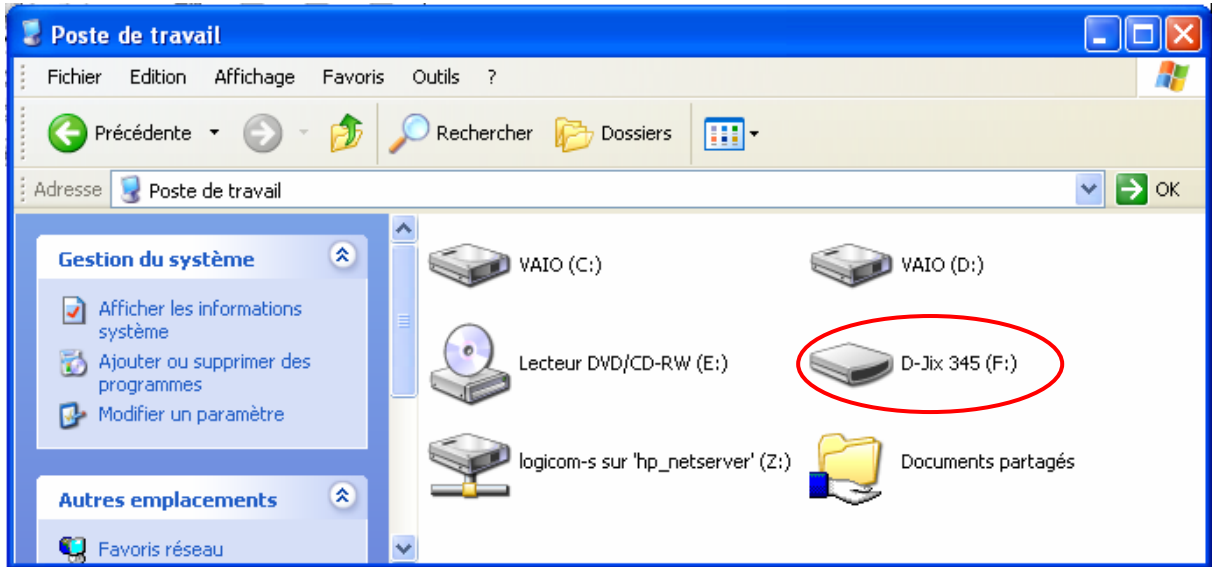 Poste de travail
Fichier Edition Affichage Favoris Outils ?
Précédente Rechercher Dossiers
Adresse Poste de travail OK
Gestion du système
Afficher les informations
système
Ajouter ou supprimer des
programmes
Modifier un paramètre
Autres emplacements
Favoris réseau
VAIO (C:) VAIO (D:)
Lecteur DVD/CD-RW (E:) D-Jix 345 (F:)
logicom-s sur 'hp_netserver' (Z:) Documents partagés